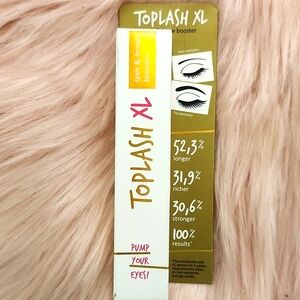 TOPLASH XL
booster
lash & brow
booster
TOPLASH XL
PUMP
YOUR
EYES!
52,3%
longer
31,9%
richer
30,6%
stronger
100%
results*